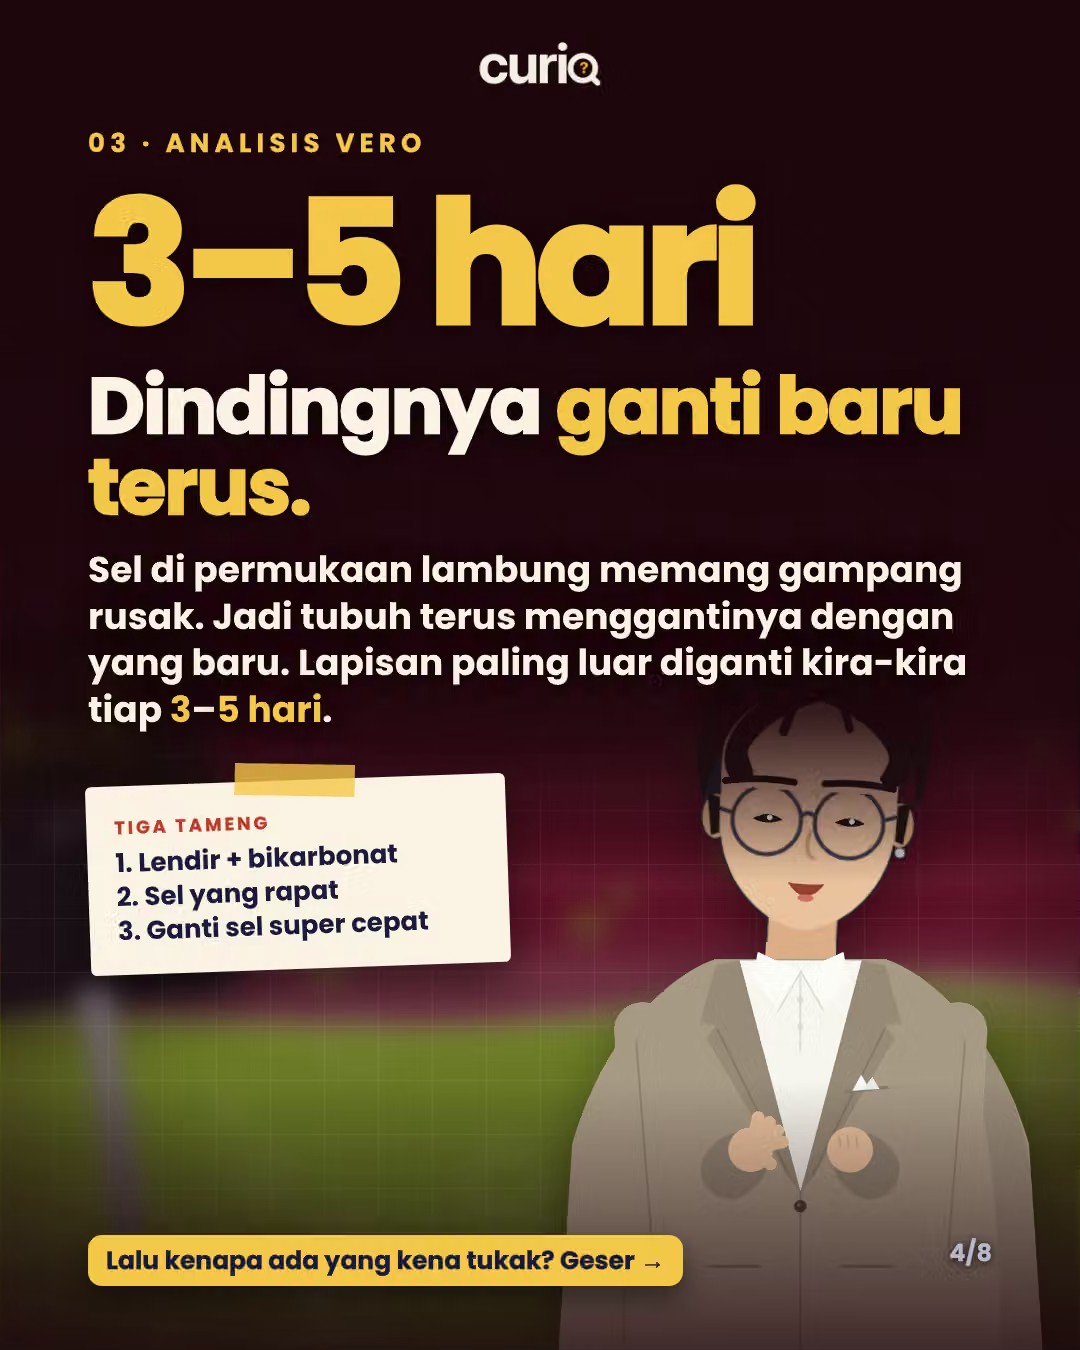 curio
03 · ANALISIS VERO
3–5 hari
Dindingnya ganti baru
terus.
Sel di permukaan lambung memang gampang
rusak. Jadi tubuh terus menggantinya dengan
yang baru. Lapisan paling luar diganti kira-kira
tiap 3–5 hari.
TIGA TAMENG
1. Lendir + bikarbonat
2. Sel yang rapat
3. Ganti sel super cepat
Lalu kenapa ada yang kena tukak? Geser →
4/8